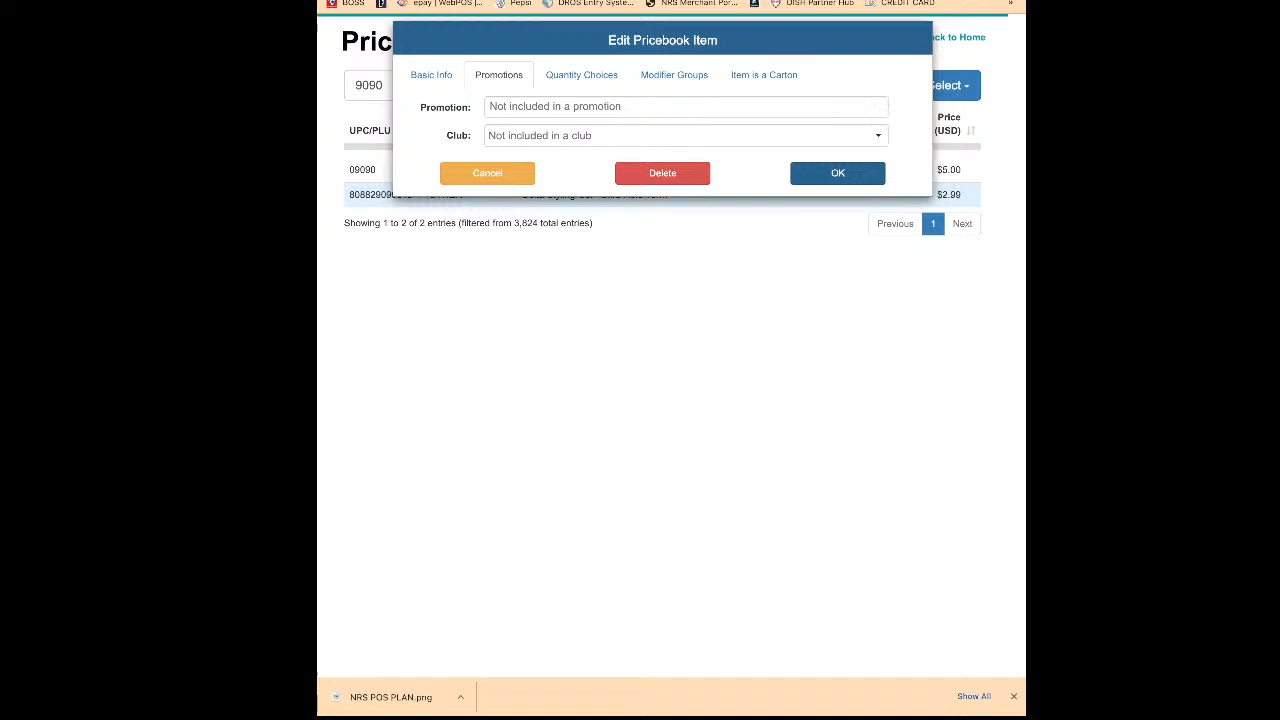 BOSS epay | WebPOS |... Pepsi DROS Entry Syste... NRS Merchant Por... DISH Partner Hub CREDIT CARD »
Edit Pricebook Item
Pric ck to Home
Basic Info Promotions Quantity Choices Modifier Groups Item is a Carton
9090 elect
Promotion: Not included in a promotion
Price
UPC/PLU (USD)
Club: Not included in a club
Cancel Delete OK
09090 $5.00
$2.99
Showing 1 to 2 of 2 entries (filtered from 3,824 total entries)
Previous 1 Next
NRS POS PLAN.png Show All